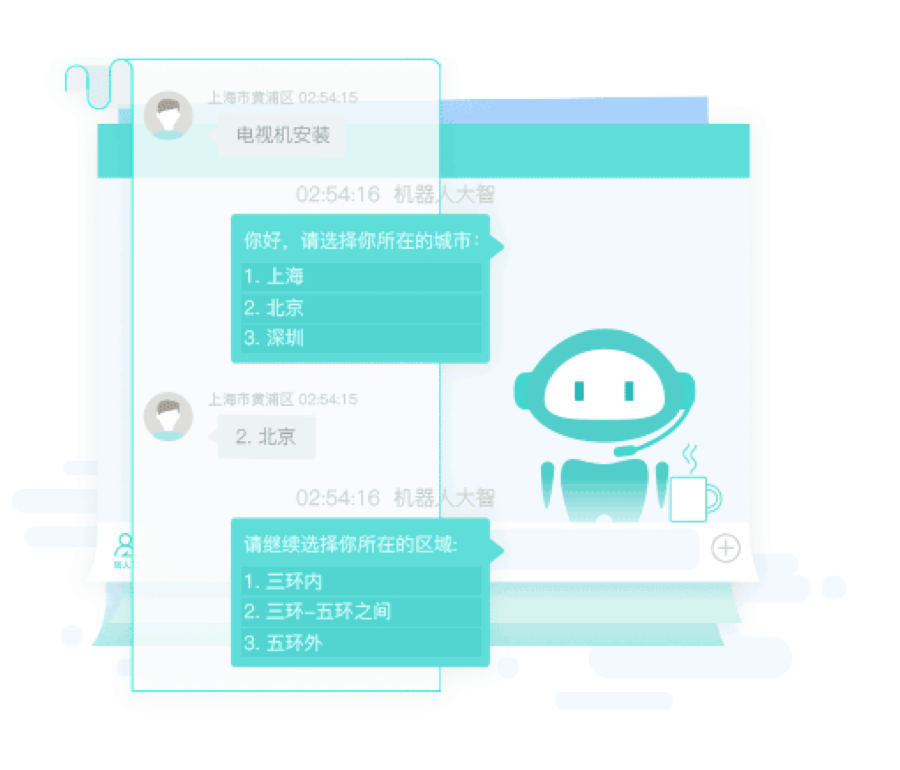 上海市黄浦区 02:54:15
电视机安装
02:54:16 机器人大智
你好，请选择你所在的城市：
1. 上海
2. 北京
3. 深圳
上海市黄浦区 02:54:15
2. 北京
02:54:16 机器人大智
请继续选择你所在的区域:
1. 三环内
2. 三环-五环之间
3. 五环外